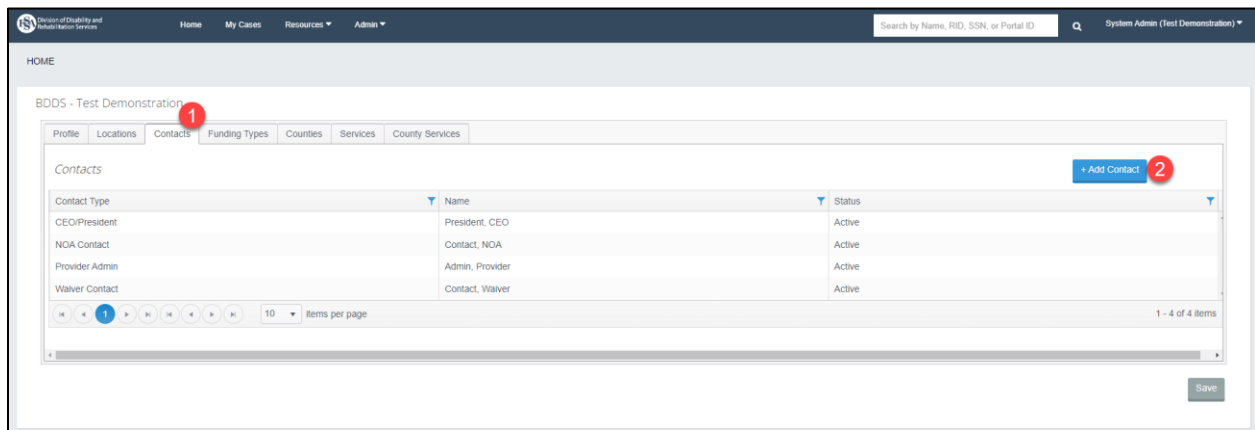 FSSA Division of Disability and Rehabilitation Services Home My Cases Resources Admin Search by Name, RID, SSN, or Portal ID System Admin (Test Demonstration)
HOME
BDDS - Test Demonstration
1
Profile Locations Contacts Funding Types Counties Services County Services
Contacts + Add Contact 2
Contact Type Name Status
CEO/President President, CEO Active
NOA Contact Contact, NOA Active
Provider Admin Admin, Provider Active
Waiver Contact Contact, Waiver Active
1 10 items per page 1 - 4 of 4 items
Save